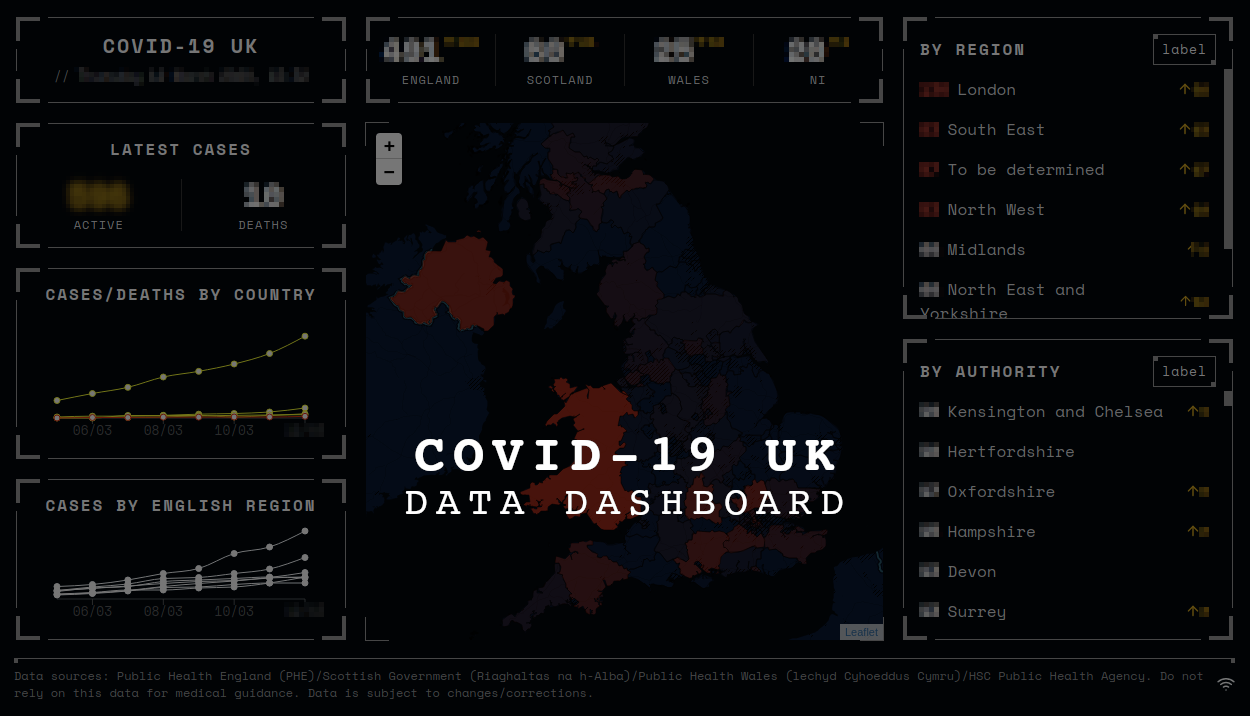 COVID-19 UK
//
LATEST CASES
10
ACTIVE
DEATHS
CASES/DEATHS BY COUNTRY
06/03
08/03
10/03
CASES BY ENGLISH REGION
06/03
08/03
10/03
ENGLAND
SCOTLAND
WALES
NI
+
−
COVID-19 UK
DATA DASHBOARD
Leaflet
BY REGION
label
London
South East
To be determined
North West
Midlands
North East and
Yorkshire
BY AUTHORITY
label
Kensington and Chelsea
Hertfordshire
Oxfordshire
Hampshire
Devon
Surrey
Data sources: Public Health England (PHE)/Scottish Government (Riaghaltas na h-Alba)/Public Health Wales (Iechyd Cyhoeddus Cymru)/HSC Public Health Agency. Do not
rely on this data for medical guidance. Data is subject to changes/corrections.